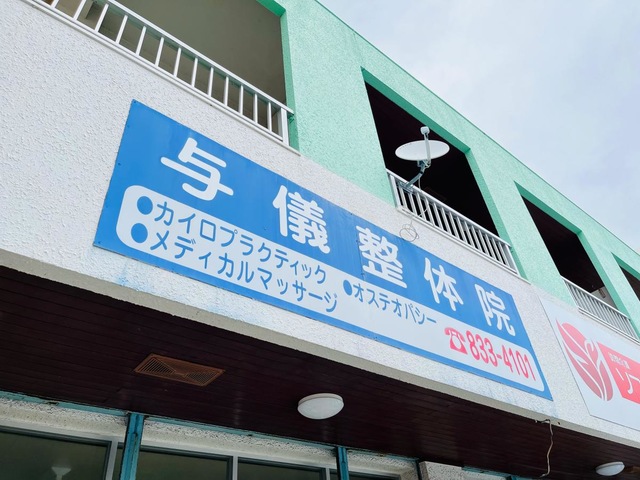 与儀整体院
●カイロプラクティック
●メディカルマッサージ
●オステオパシー
☎833-4101